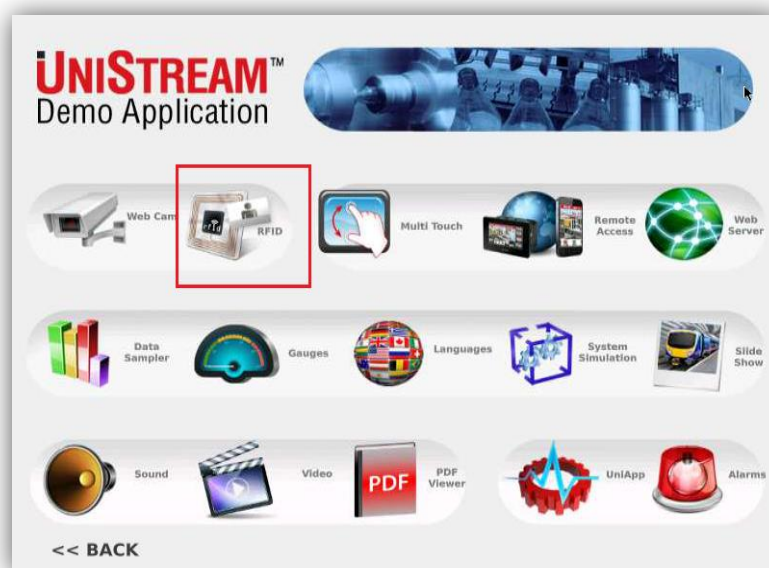 UNISTREAM™
Demo Application
Web Cam
rfid
RFID
Multi Touch
Remote
Access
Web
Server
Data
Sampler
Gauges
Languages
System
Simulation
Slide
Show
Sound
Video
PDF
PDF
Viewer
UniApp
Alarms
<< BACK